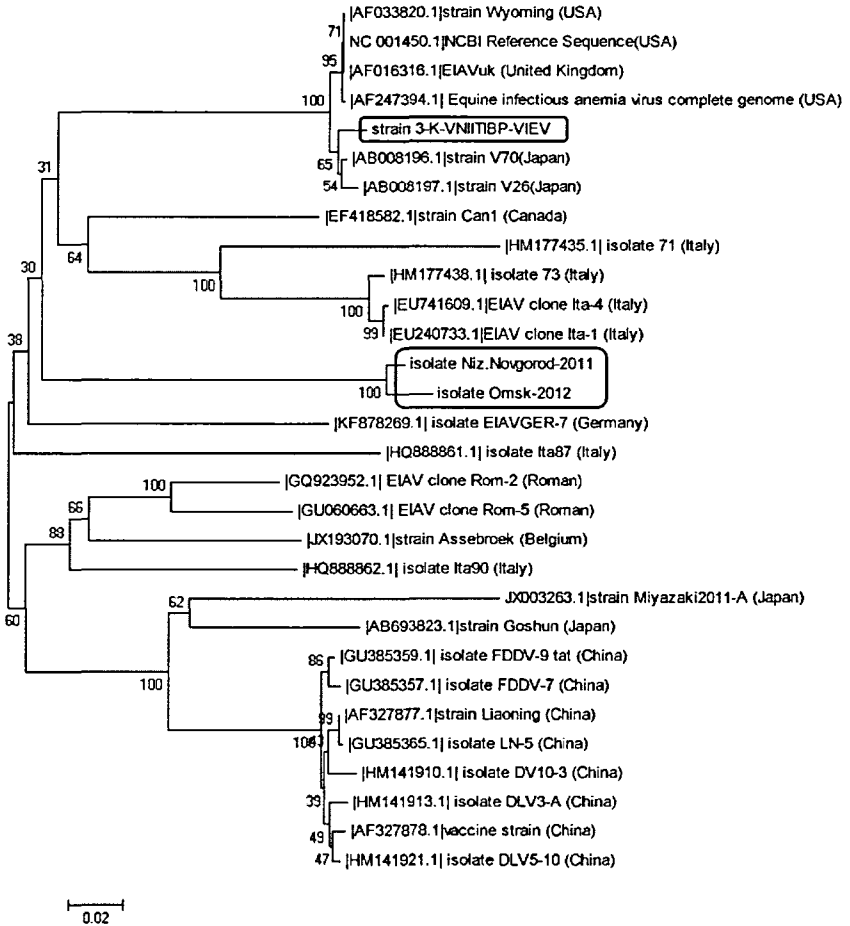 |AF033820.1|strain Wyoming (USA)
71
NC 001450.1|NCBI Reference Sequence(USA)
95
|AF016316.1|EIAVuk (United Kingdom)
100
|AF247394.1| Equine infectious anemia virus complete genome (USA)
strain 3-K-VNIITIBP-VIEV
65
|AB008196.1|strain V70(Japan)
31
54
|AB008197.1|strain V26(Japan)
|EF418582.1|strain Can1 (Canada)
64
|HM177435.1| isolate 71 (Italy)
30
100
|HM177438.1| isolate 73 (Italy)
100
|EU741609.1|EIAV clone Ita-4 (Italy)
99
|EU240733.1|EIAV clone Ita-1 (Italy)
38
isolate Niz.Novgorod-2011
100
isolate Omsk-2012
|KF878269.1| isolate EIAVGER-7 (Germany)
|HQ888861.1| isolate Ita87 (Italy)
100
|GQ923952.1| EIAV clone Rom-2 (Roman)
66
|GU060663.1| EIAV clone Rom-5 (Roman)
88
|JX193070.1|strain Assebroek (Belgium)
|HQ888862.1| isolate Ita90 (Italy)
62
JX003263.1|strain Miyazaki2011-A (Japan)
60
|AB693823.1|strain Goshun (Japan)
86
|GU385359.1| isolate FDDV-9 tat (China)
100
|GU385357.1| isolate FDDV-7 (China)
99
|AF327877.1|strain Liaoning (China)
100
|GU385365.1| isolate LN-5 (China)
|HM141910.1| isolate DV10-3 (China)
39
|HM141913.1| isolate DLV3-A (China)
49
|AF327878.1|vaccine strain (China)
47
|HM141921.1| isolate DLV5-10 (China)
0.02